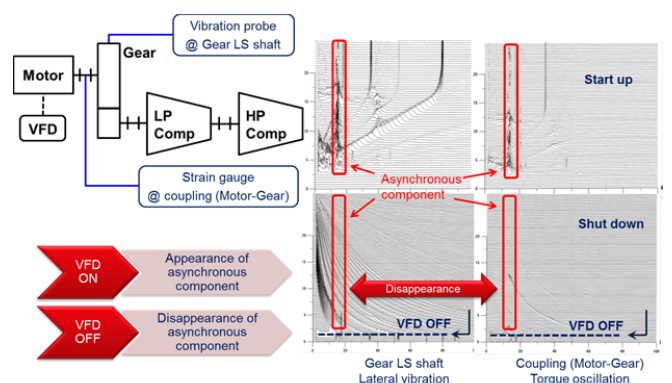 Vibration probe
@ Gear LS shaft
Gear
Motor
VFD
LP
Comp
HP
Comp
Strain gauge
@ coupling (Motor-Gear)
Start up
Asynchronous
component
Shut down
Disappearance
VFD OFF
VFD OFF
Gear LS shaft
Lateral vibration
Coupling (Motor-Gear)
Torque oscillation
VFD
ON
Appearance of
asynchronous
component
VFD
OFF
Disappearance of
asynchronous
component